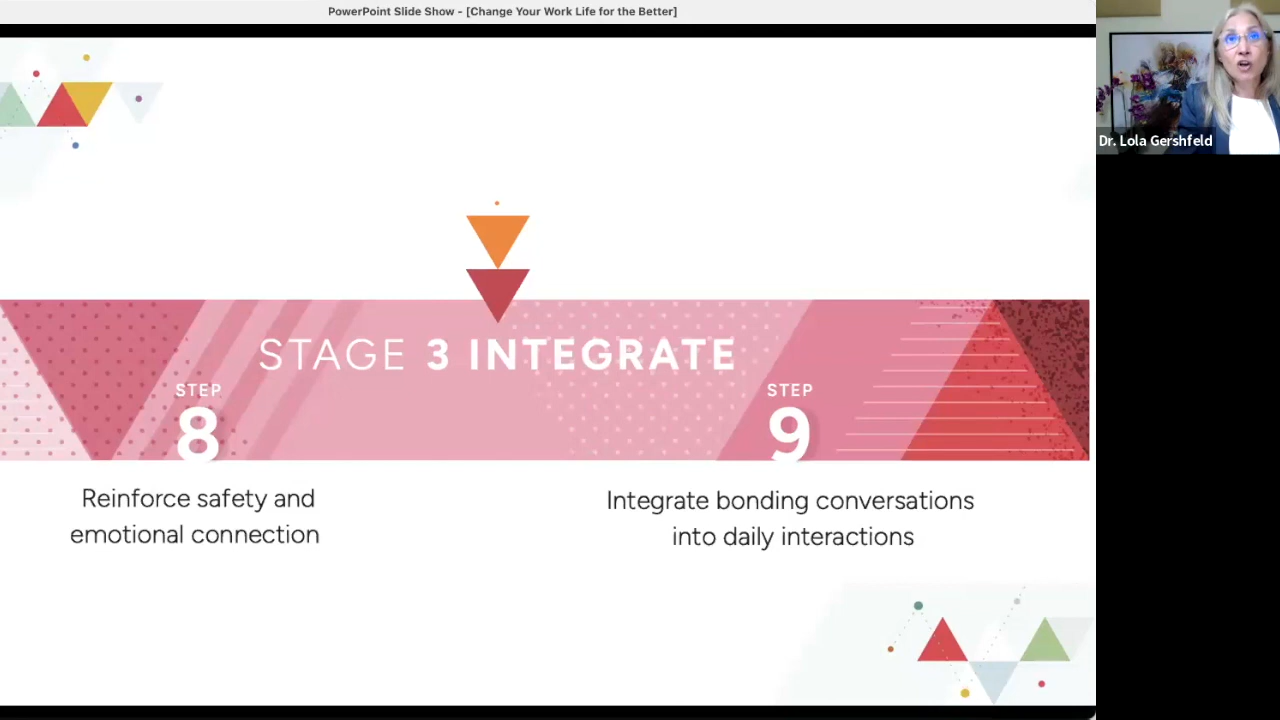 PowerPoint Slide Show - [Change Your Work Life for the Better]
Dr. Lola Gershfeld
STAGE 3 INTEGRATE
STEP
8
STEP
9
Reinforce safety and
emotional connection
Integrate bonding conversations
into daily interactions